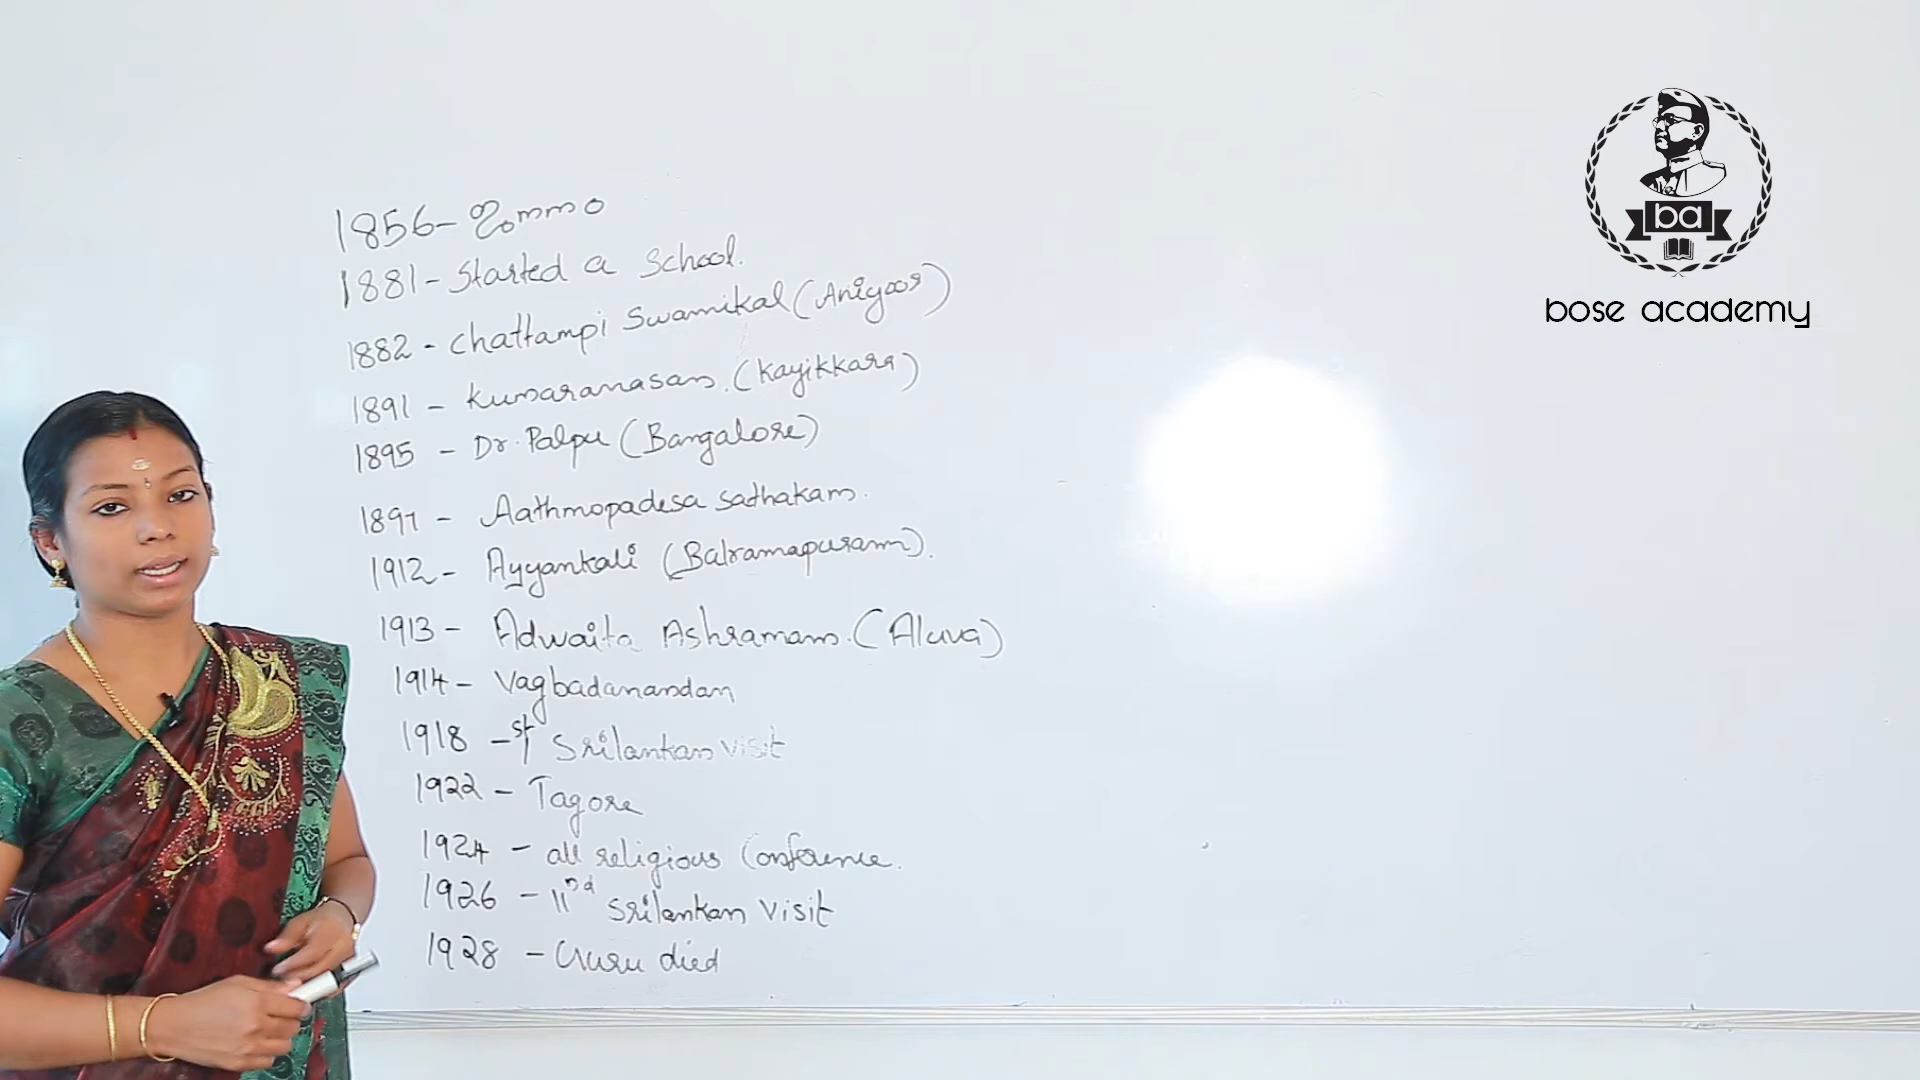 1856 - ജനനം
1881 - Started a School.
1882 - Chattampi Swamikal (Aniyoor)
1891 - Kumaranasan. (Kayikkara)
1895 - Dr. Palpu (Bangalore)
1897 - Aathmopadesa sathakam.
1912 - Ayyankali (Balramapuram).
1913 - Adwaita Ashramam. (Aluva)
1914 - Vagbadanandan
1918 - Ist Srilankan visit
1922 - Tagore
1924 - all religious Conference.
1926 - IInd Srilankan visit
1928 - Guru died
ba
bose academy